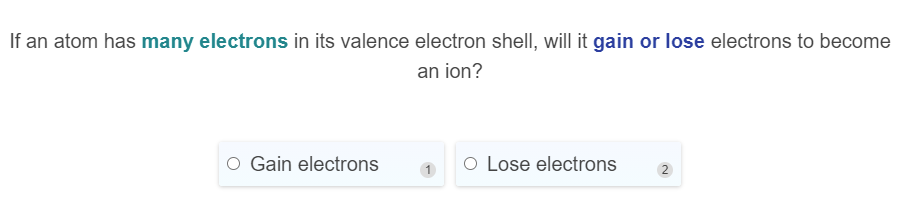 If an atom has many electrons in its valence electron shell, will it gain or lose electrons to become
an ion?
Gain electrons 1 Lose electrons 2